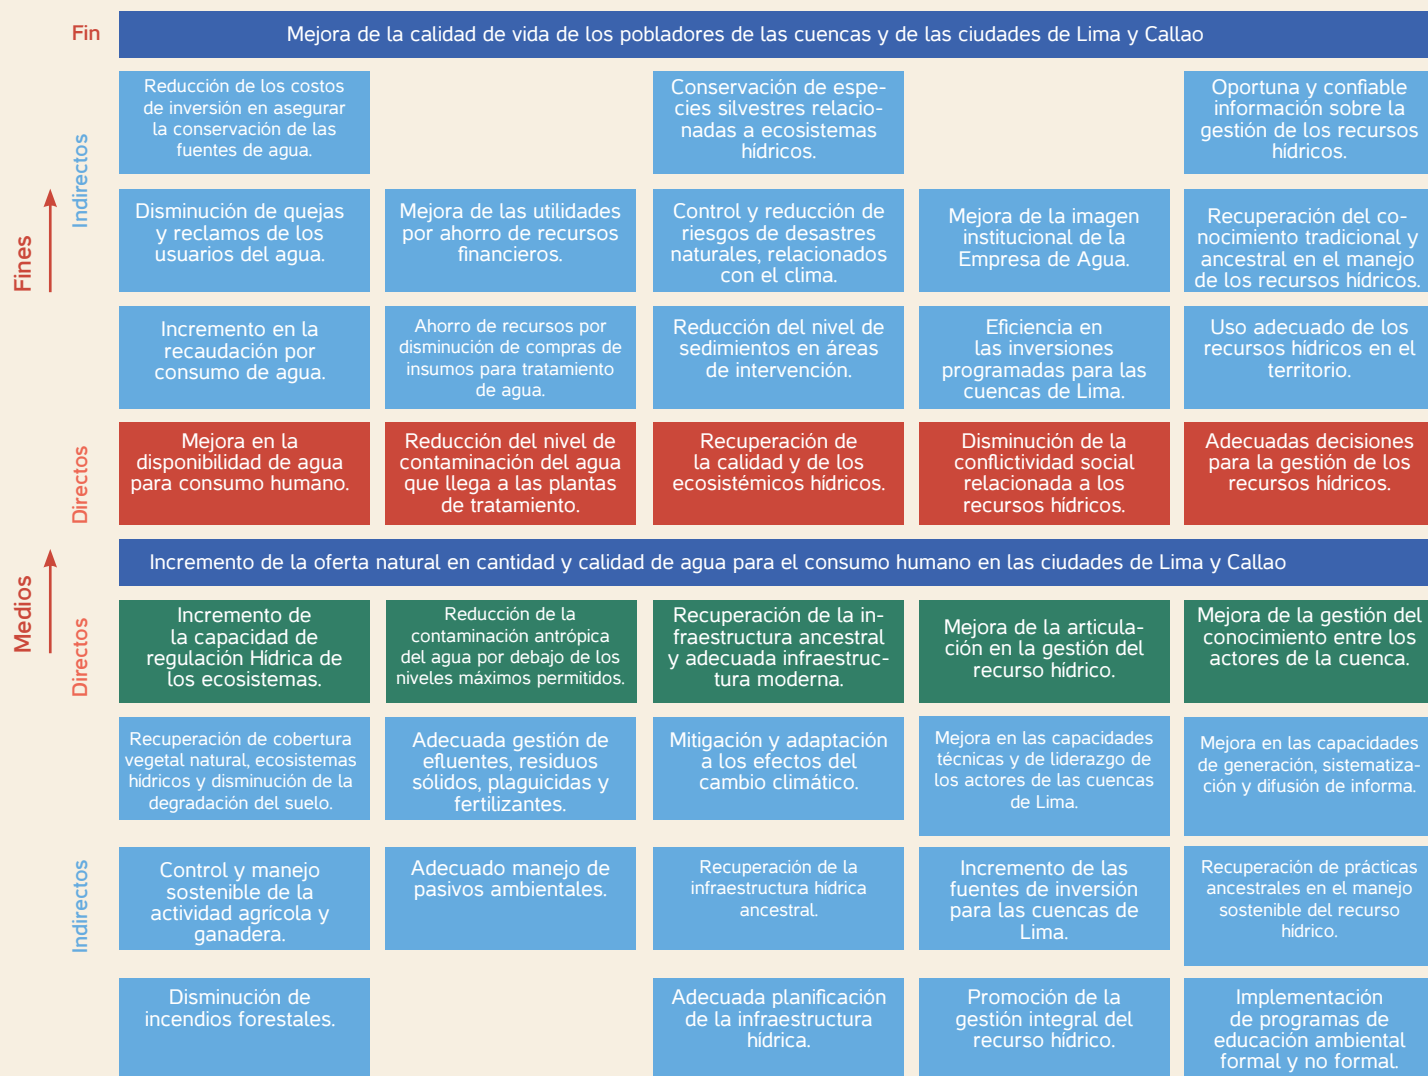 Fin
Mejora de la calidad de vida de los pobladores de las cuencas y de las ciudades de Lima y Callao
Fines
Indirectos
Reducción de los costos
de inversión en asegurar
la conservación de las
fuentes de agua.
Conservación de espe-
cies silvestres relacio-
nadas a ecosistemas
hídricos.
Oportuna y confiable
información sobre la
gestión de los recursos
hídricos.
Disminución de quejas
y reclamos de los
usuarios del agua.
Mejora de las utilidades
por ahorro de recursos
financieros.
Control y reducción de
riesgos de desastres
naturales, relacionados
con el clima.
Mejora de la imagen
institucional de la
Empresa de Agua.
Recuperación del co-
nocimiento tradicional y
ancestral en el manejo
de los recursos hídricos.
Incremento en la
recaudación por
consumo de agua.
Ahorro de recursos por
disminución de compras de
insumos para tratamiento
de agua.
Reducción del nivel de
sedimentos en áreas
de intervención.
Eficiencia en
las inversiones
programadas para las
cuencas de Lima.
Uso adecuado de los
recursos hídricos en el
territorio.
Directos
Mejora en la
disponibilidad de agua
para consumo humano.
Reducción del nivel de
contaminación del agua
que llega a las plantas
de tratamiento.
Recuperación de
la calidad y de los
ecosistémicos hídricos.
Disminución de la
conflictividad social
relacionada a los
recursos hídricos.
Adecuadas decisiones
para la gestión de los
recursos hídricos.
Incremento de la oferta natural en cantidad y calidad de agua para el consumo humano en las ciudades de Lima y Callao
Medios
Directos
Incremento de
la capacidad de
regulación Hídrica de
los ecosistemas.
Reducción de la
contaminación antrópica
del agua por debajo de los
niveles máximos permitidos.
Recuperación de la in-
fraestructura ancestral
y adecuada infraestruc-
tura moderna.
Mejora de la articula-
ción en la gestión del
recurso hídrico.
Mejora de la gestión del
conocimiento entre los
actores de la cuenca.
Indirectos
Recuperación de cobertura
vegetal natural, ecosistemas
hídricos y disminución de la
degradación del suelo.
Adecuada gestión de
efluentes, residuos
sólidos, plaguicidas y
fertilizantes.
Mitigación y adaptación
a los efectos del
cambio climático.
Mejora en las capacidades
técnicas y de liderazgo de
los actores de las cuencas
de Lima.
Mejora en las capacidades
de generación, sistematiza-
ción y difusión de informa.
Control y manejo
sostenible de la
actividad agrícola y
ganadera.
Adecuado manejo de
pasivos ambientales.
Recuperación de la
infraestructura hídrica
ancestral.
Incremento de las
fuentes de inversión
para las cuencas de
Lima.
Recuperación de prácticas
ancestrales en el manejo
sostenible del recurso
hídrico.
Disminución de
incendios forestales.
Adecuada planificación
de la infraestructura
hídrica.
Promoción de la
gestión integral del
recurso hídrico.
Implementación
de programas de
educación ambiental
formal y no formal.